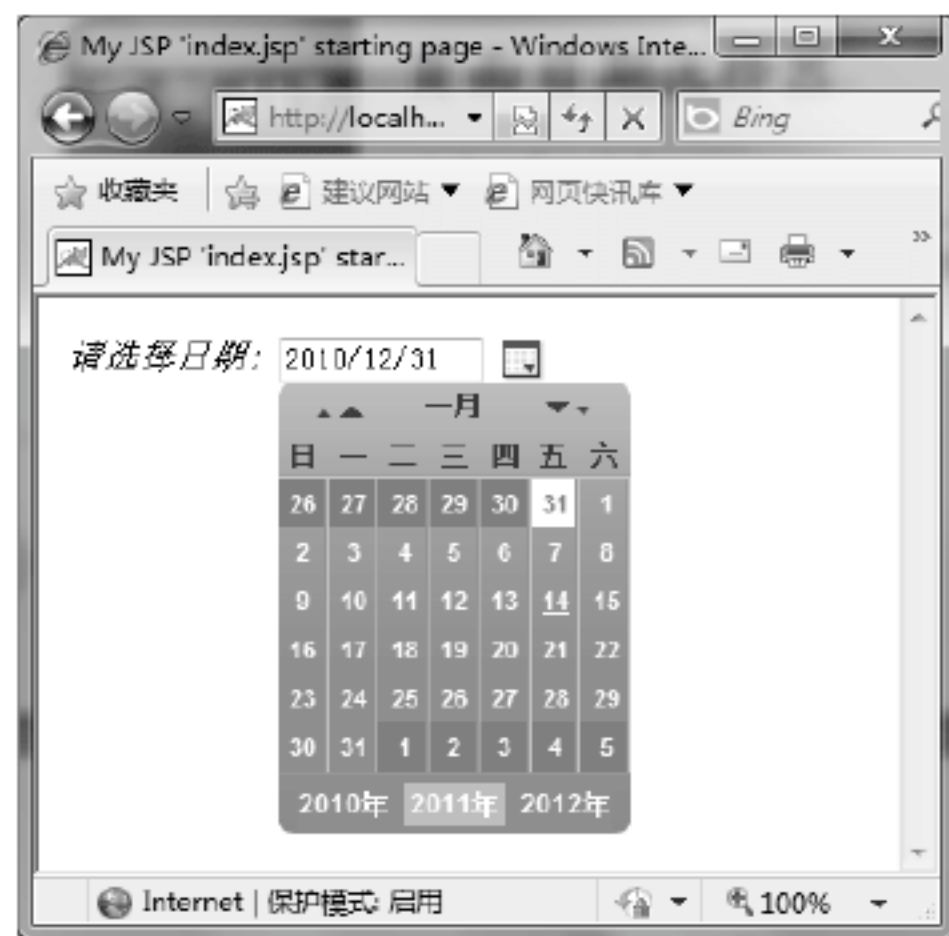 My JSP 'index.jsp' starting page - Windows Inte...
http://localh... Bing
收藏夹 建议网站 网页快讯库
My JSP 'index.jsp' star...
请选择日期: 2010/12/31
一月
日 一 二 三 四 五 六
26 27 28 29 30 31 1
2 3 4 5 6 7 8
9 10 11 12 13 14 15
16 17 18 19 20 21 22
23 24 25 26 27 28 29
30 31 1 2 3 4 5
2010年 2011年 2012年
Internet | 保护模式: 启用 100%